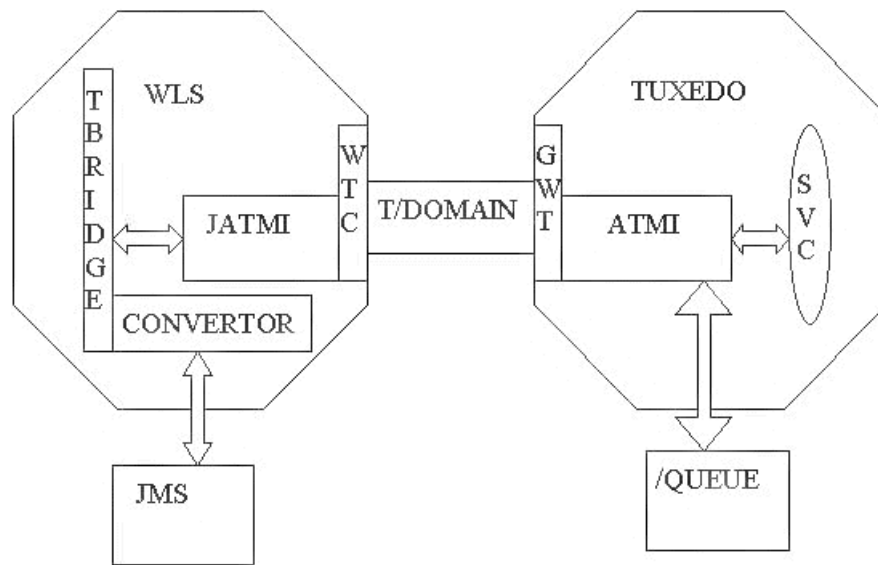 WLS
TUXEDO
TBRIDGE
WTC
GWT
SVC
JATMI
T/DOMAIN
ATMI
CONVERTOR
JMS
/QUEUE